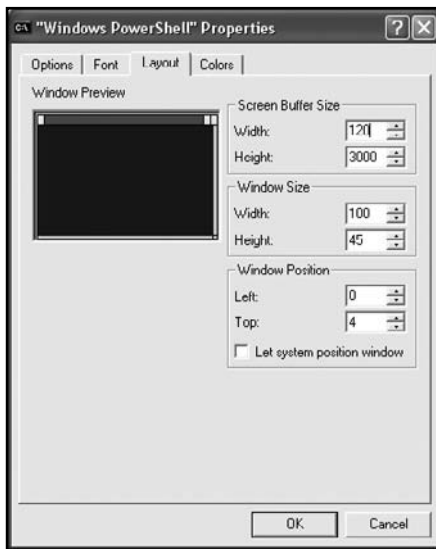 "Windows PowerShell" Properties
Options Font Layout Colors
Window Preview
Screen Buffer Size
Width: 120
Height: 3000
Window Size
Width: 100
Height: 45
Window Position
Left: 0
Top: 4
Let system position window
OK Cancel